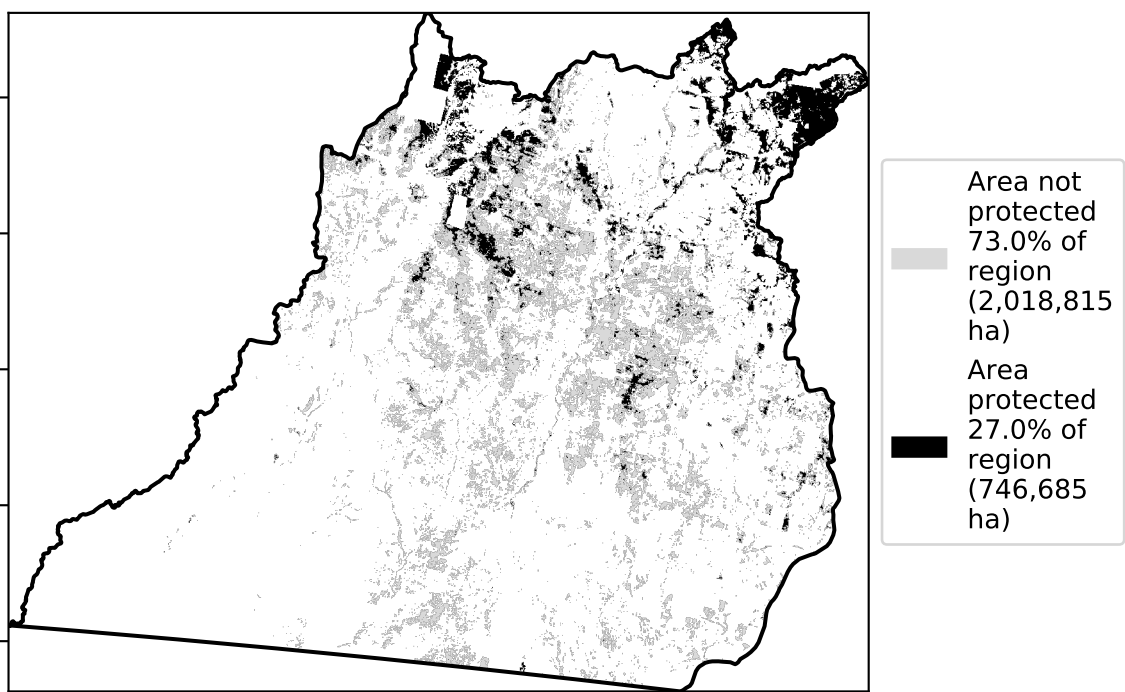 Area not
protected
73.0% of
region
(2,018,815
ha)
Area
protected
27.0% of
region
(746,685
ha)